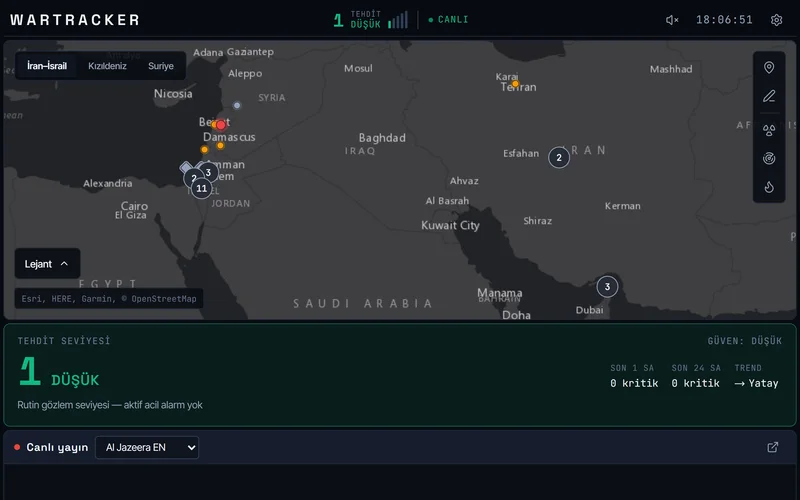 WARTRACKER
1 TEHDİT DÜŞÜK
CANLI
18:06:51
İran–İsrail
Kızıldeniz
Suriye
Adana
Gaziantep
Aleppo
Mosul
Mashhad
Karaj
Tehran
Nicosia
SYRIA
Beirut
Damascus
Baghdad
IRAQ
Esfahan
2
IRAN
Amman
3
2
11
Alexandria
JORDAN
Ahvaz
Cairo
El Giza
Al Basrah
Kerman
Shiraz
Kuwait City
Lejant
EGYPT
Manama
BAHRAIN
3
SAUDI ARABIA
Dubai
Doha
Esri, HERE, Garmin, © OpenStreetMap
TEHDİT SEVİYESİ
GÜVEN: DÜŞÜK
1 DÜŞÜK
SON 1 SA
SON 24 SA
TREND
0 kritik
0 kritik
→ Yatay
Rutin gözlem seviyesi — aktif acil alarm yok
Canlı yayın
Al Jazeera EN